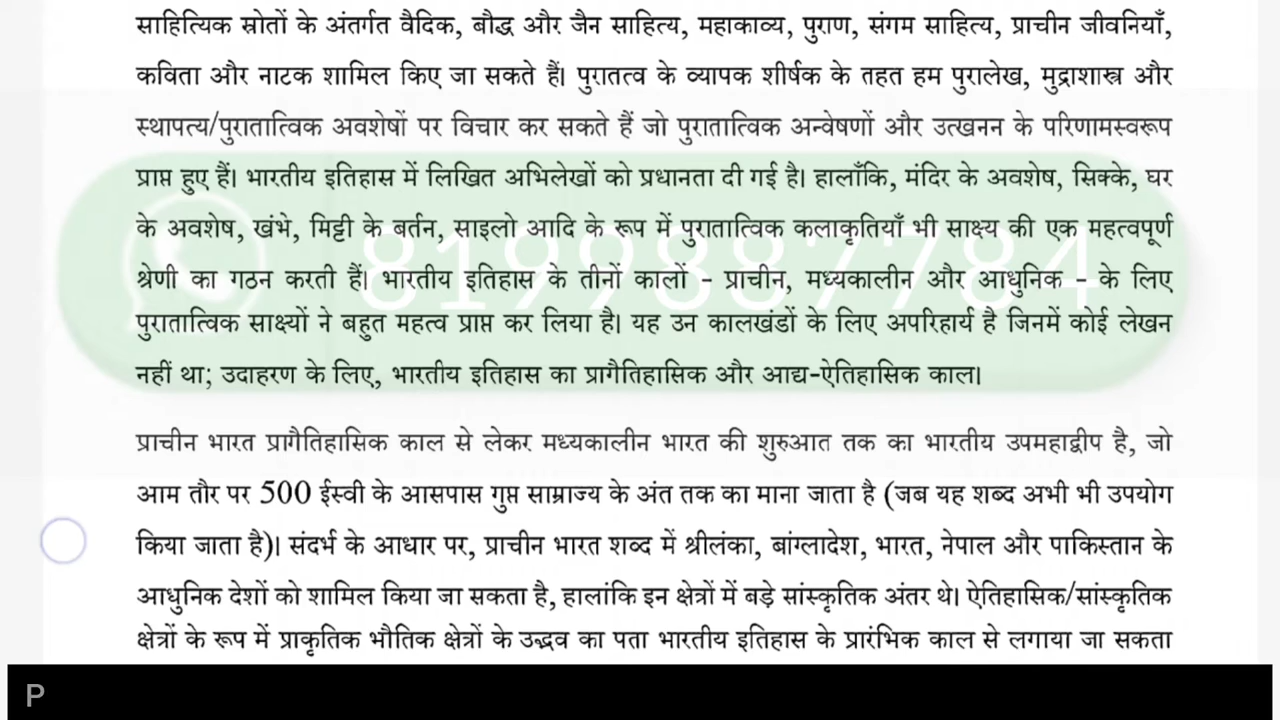 साहित्यिक स्रोतों के अंतर्गत वैदिक, बौद्ध और जैन साहित्य, महाकाव्य, पुराण, संगम साहित्य, प्राचीन जीवनियाँ,
कविता और नाटक शामिल किए जा सकते हैं। पुरातत्व के व्यापक शीर्षक के तहत हम पुरालेख, मुद्राशास्त्र और
स्थापत्य/पुरातात्विक अवशेषों पर विचार कर सकते हैं जो पुरातात्विक अन्वेषणों और उत्खनन के परिणामस्वरूप
प्राप्त हुए हैं। भारतीय इतिहास में लिखित अभिलेखों को प्रधानता दी गई है। हालाँकि, मंदिर के अवशेष, सिक्के, घर
के अवशेष, खंभे, मिट्टी के बर्तन, साइलो आदि के रूप में पुरातात्विक कलाकृतियाँ भी साक्ष्य की एक महत्वपूर्ण
8199387784
श्रेणी का गठन करती हैं। भारतीय इतिहास के तीनों कालों - प्राचीन, मध्यकालीन और आधुनिक - के लिए
पुरातात्विक साक्ष्यों ने बहुत महत्व प्राप्त कर लिया है। यह उन कालखंडों के लिए अपरिहार्य है जिनमें कोई लेखन
नहीं था; उदाहरण के लिए, भारतीय इतिहास का प्रागैतिहासिक और आद्य-ऐतिहासिक काल।
प्राचीन भारत प्रागैतिहासिक काल से लेकर मध्यकालीन भारत की शुरुआत तक का भारतीय उपमहाद्वीप है, जो
आम तौर पर 500 ईस्वी के आसपास गुप्त साम्राज्य के अंत तक का माना जाता है (जब यह शब्द अभी भी उपयोग
किया जाता है)। संदर्भ के आधार पर, प्राचीन भारत शब्द में श्रीलंका, बांग्लादेश, भारत, नेपाल और पाकिस्तान के
आधुनिक देशों को शामिल किया जा सकता है, हालांकि इन क्षेत्रों में बड़े सांस्कृतिक अंतर थे। ऐतिहासिक/सांस्कृतिक
क्षेत्रों के रूप में प्राकृतिक भौतिक क्षेत्रों के उद्भव का पता भारतीय इतिहास के प्रारंभिक काल से लगाया जा सकता
P